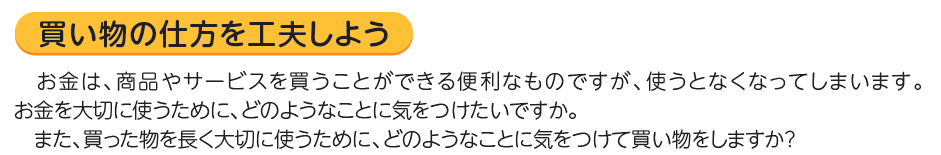 買い物の仕方を工夫しよう
お金は、商品やサービスを買うことができる便利なものですが、使うとなくなってしまいます。
お金を大切に使うために、どのようなことに気をつけたいですか。
また、買った物を長く大切に使うために、どのようなことに気をつけて買い物をしますか？